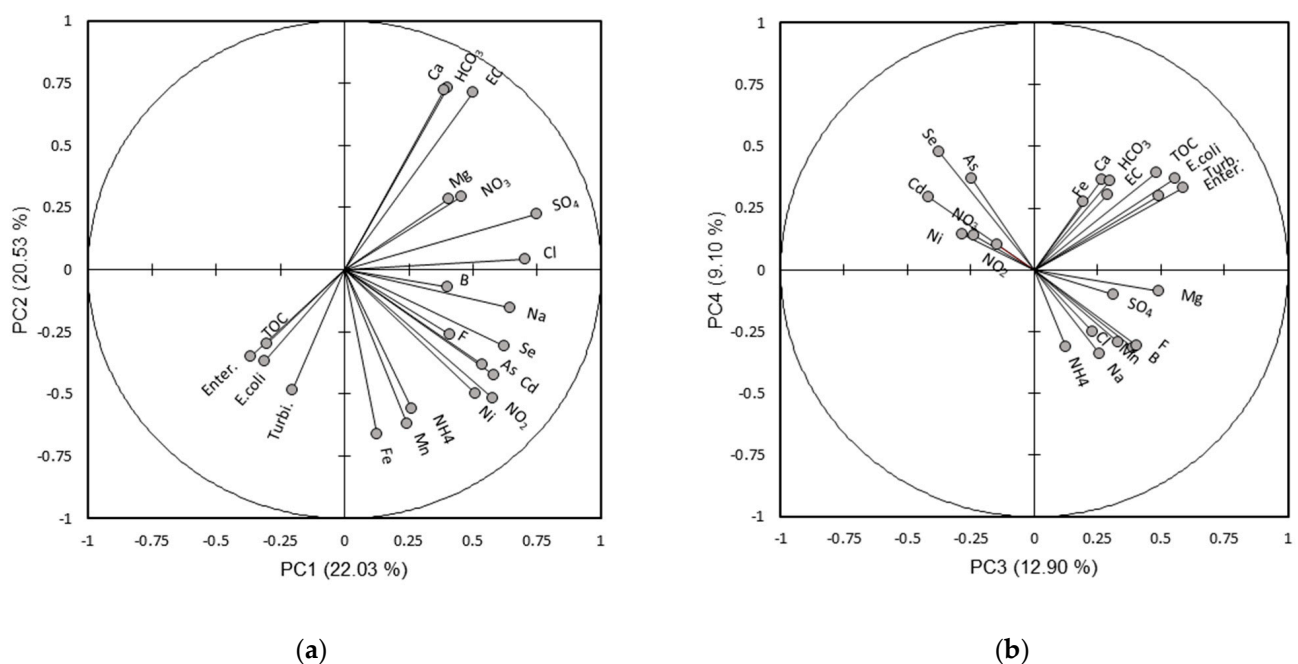 1
0.75
0.5
0.25
0
-0.25
-0.5
-0.75
-1
PC2 (20.53 %)
-1 -0.75 -0.5 -0.25 0 0.25 0.5 0.75 1
PC1 (22.03 %)
Ca
HCO3
EC
Mg
NO3
SO4
Cl
B
Na
F
Se
As
Cd
Ni
NO2
NH4
Mn
Fe
TOC
Enter.
E.coli
Turbi.
(a)
1
0.75
0.5
0.25
0
-0.25
-0.5
-0.75
-1
PC4 (9.10 %)
-1 -0.75 -0.5 -0.25 0 0.25 0.5 0.75 1
PC3 (12.90 %)
Se
As
Cd
NO3
Ni
NO2
Fe
Ca
HCO3
EC
TOC
E.coli
Turb.
Enter.
Mg
SO4
Cl
Mn
F
B
Na
NH4
(b)